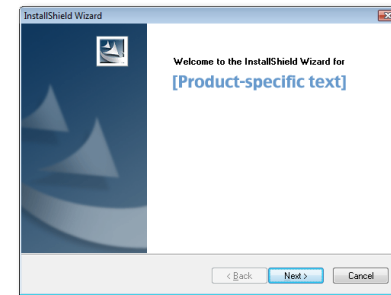 InstallShield Wizard
Welcome to the InstallShield Wizard for
[Product-specific text]
< Back
Next >
Cancel